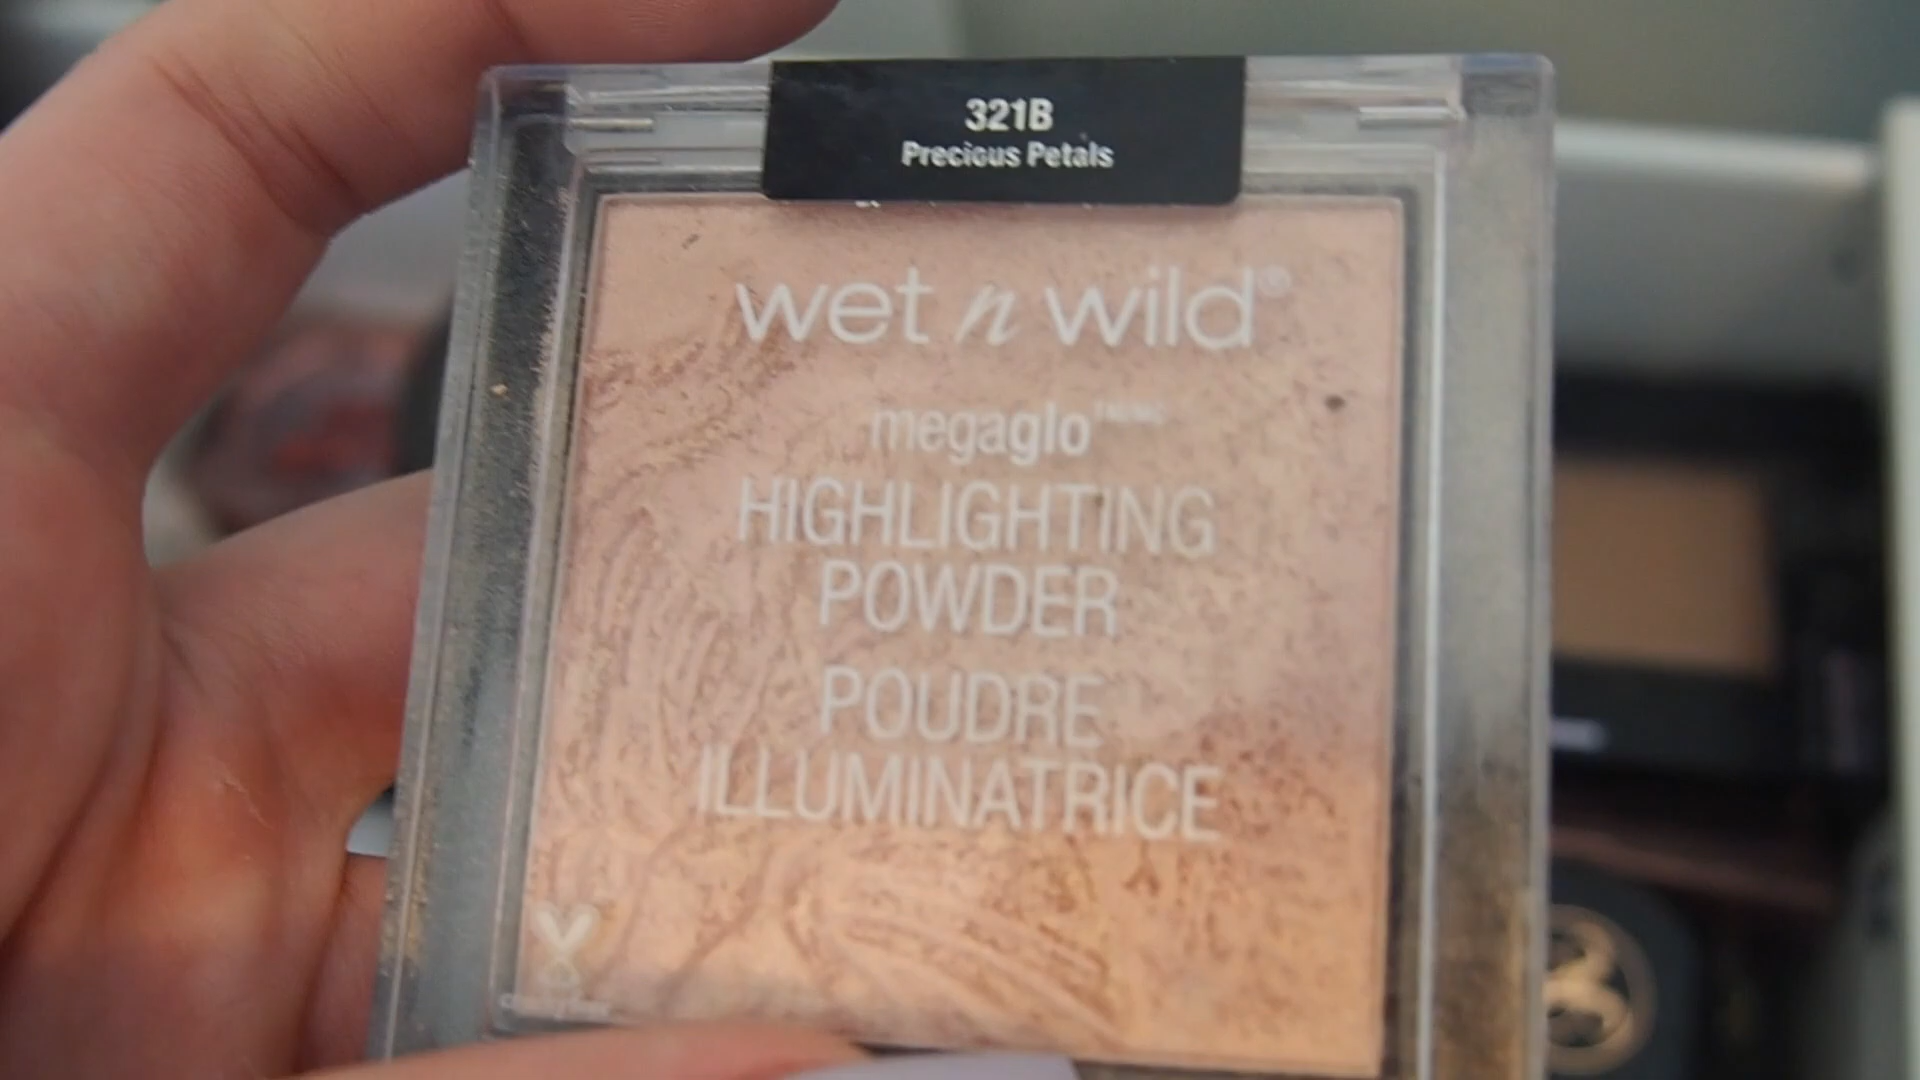 321B
Precious Petals
wet n wild®
megaglo
HIGHLIGHTING
POWDER
POUDRE
ILLUMINATRICE